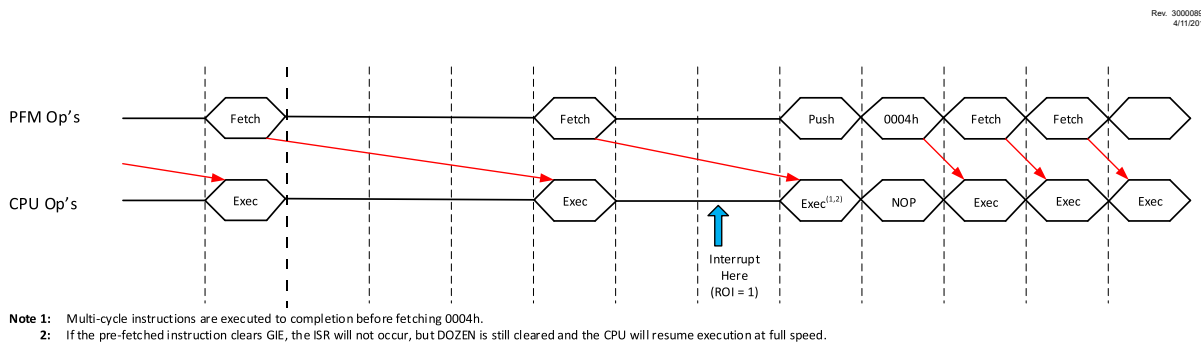 Rev. 3000089
4/11/201
PFM Op's
Fetch
Fetch
Push
0004h
Fetch
Fetch
CPU Op's
Exec
Exec
Exec(1,2)
NOP
Exec
Exec
Exec
Interrupt
Here
(ROI = 1)
Note 1: Multi-cycle instructions are executed to completion before fetching 0004h.
2: If the pre-fetched instruction clears GIE, the ISR will not occur, but DOZEN is still cleared and the CPU will resume execution at full speed.